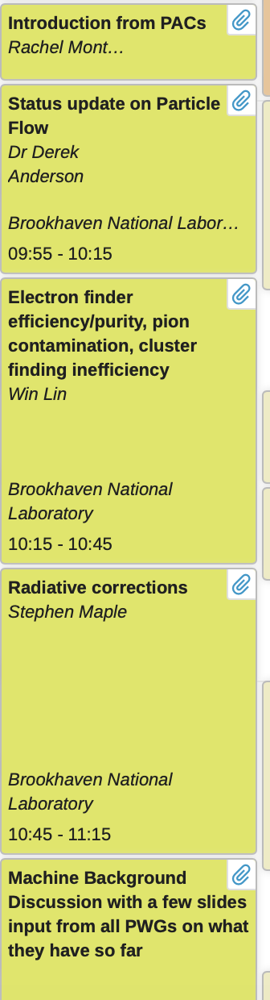 Introduction from PACs
Rachel Mont…
Status update on Particle
Flow
Dr Derek
Anderson
Brookhaven National Labor…
09:55 - 10:15
Electron finder
efficiency/purity, pion
contamination, cluster
finding inefficiency
Win Lin
Brookhaven National
Laboratory
10:15 - 10:45
Radiative corrections
Stephen Maple
Brookhaven National
Laboratory
10:45 - 11:15
Machine Background
Discussion with a few slides
input from all PWGs on what
they have so far